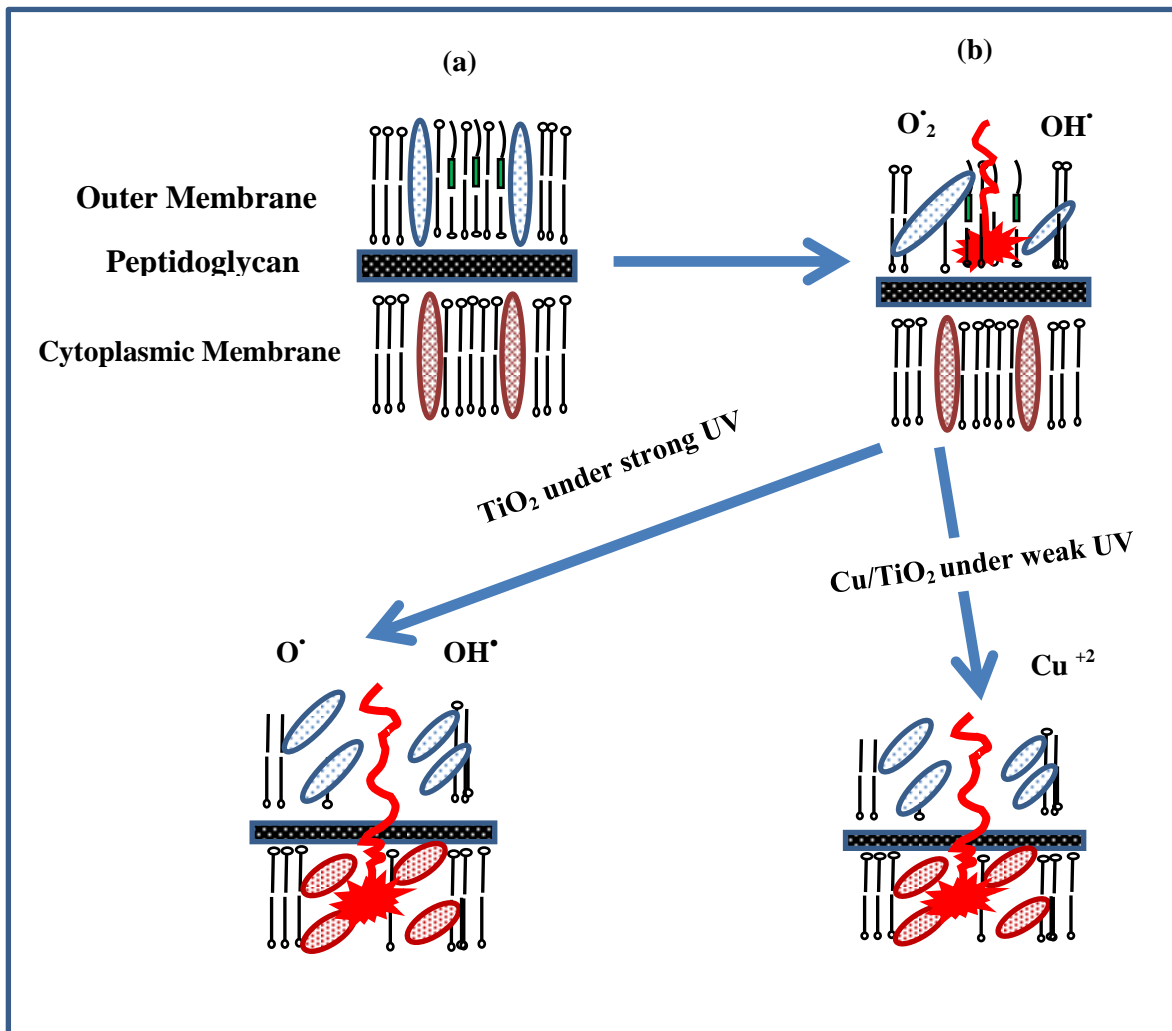 (a)
(b)
O•2
OH•
Outer Membrane
Peptidoglycan
Cytoplasmic Membrane
TiO2 under strong UV
Cu/TiO2 under weak UV
O•
OH•
Cu +2